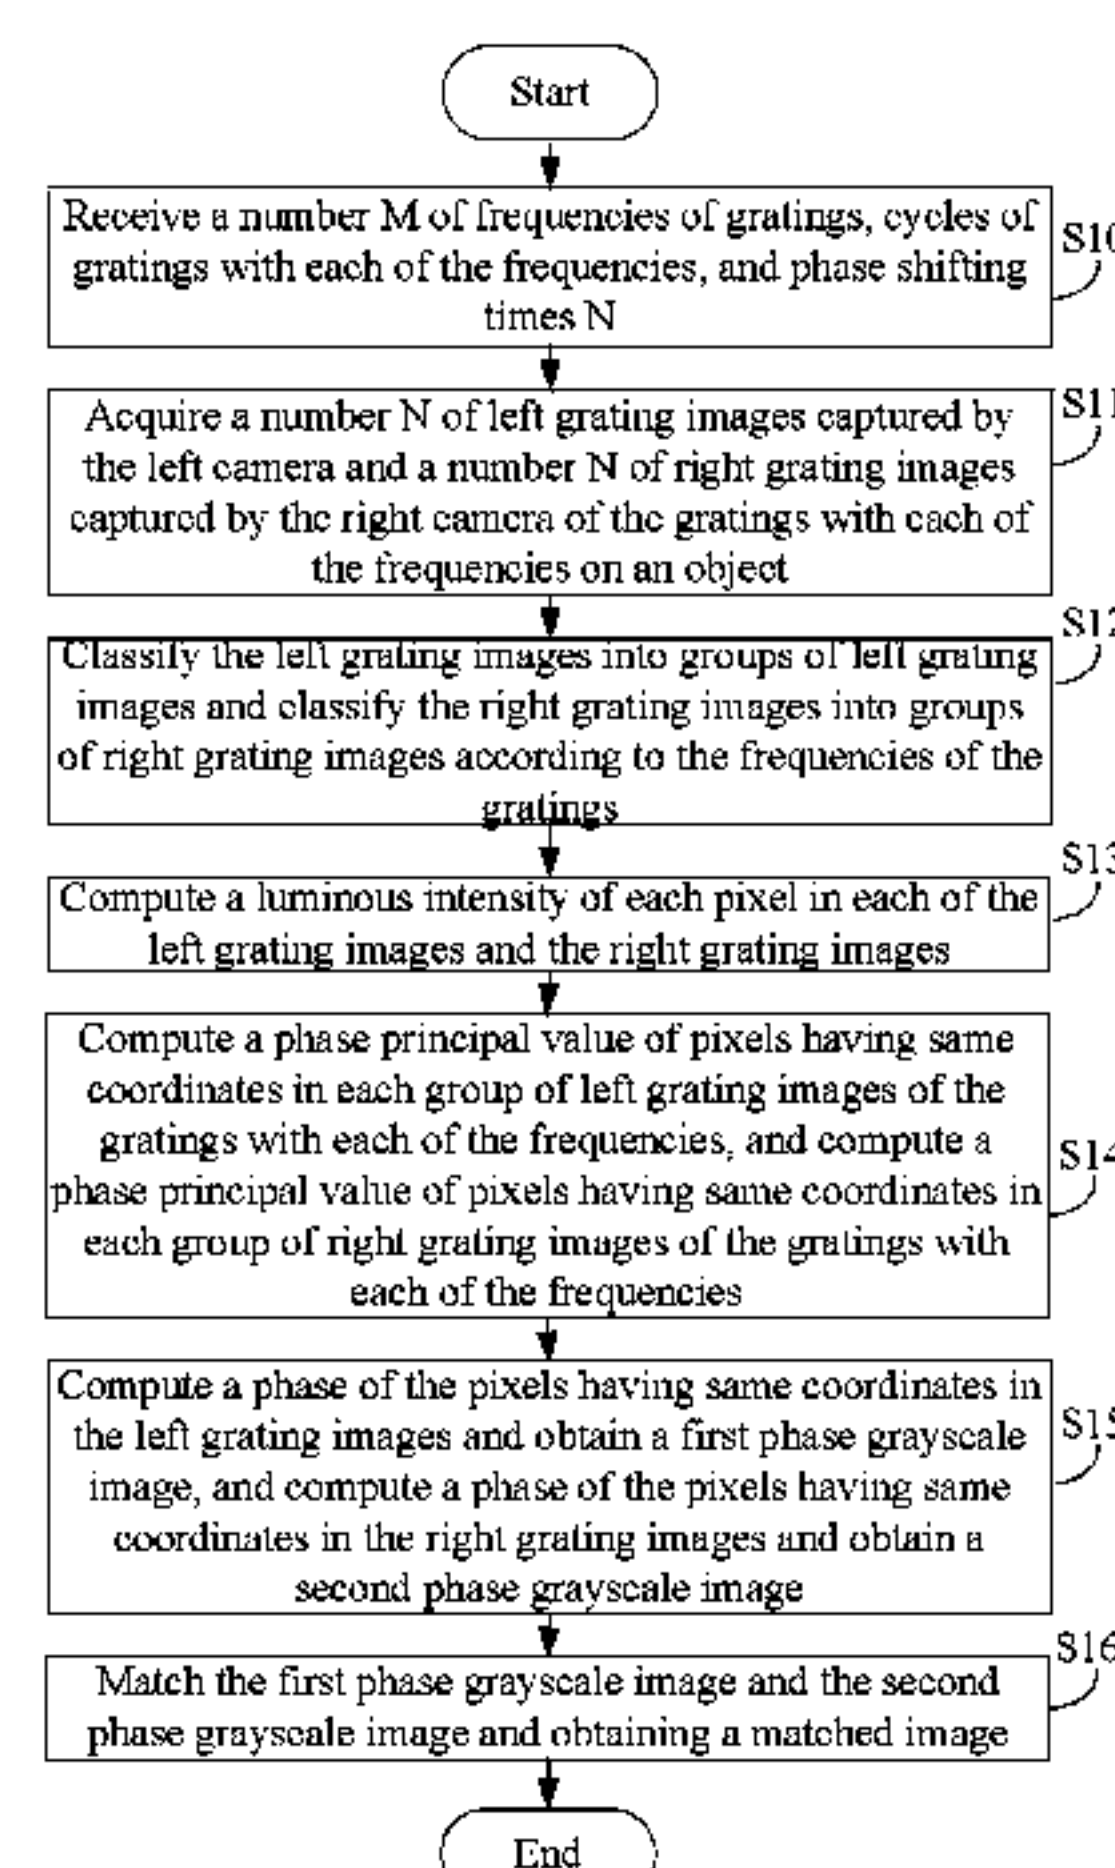 Start
Receive a number M of frequencies of gratings, cycles of
gratings with each of the frequencies, and phase shifting
times N
S10
Acquire a number N of left grating images captured by
the left camera and a number N of right grating images
captured by the right camera of the gratings with each of
the frequencies on an object
S11
Classify the left grating images into groups of left grating
images and classify the right grating images into groups
of right grating images according to the frequencies of the
gratings
S12
Compute a luminous intensity of each pixel in each of the
left grating images and the right grating images
S13
Compute a phase principal value of pixels having same
coordinates in each group of left grating images of the
gratings with each of the frequencies, and compute a
phase principal value of pixels having same coordinates in
each group of right grating images of the gratings with
each of the frequencies
S14
Compute a phase of the pixels having same coordinates in
the left grating images and obtain a first phase grayscale
image, and compute a phase of the pixels having same
coordinates in the right grating images and obtain a
second phase grayscale image
S15
Match the first phase grayscale image and the second
phase grayscale image and obtaining a matched image
S16
End